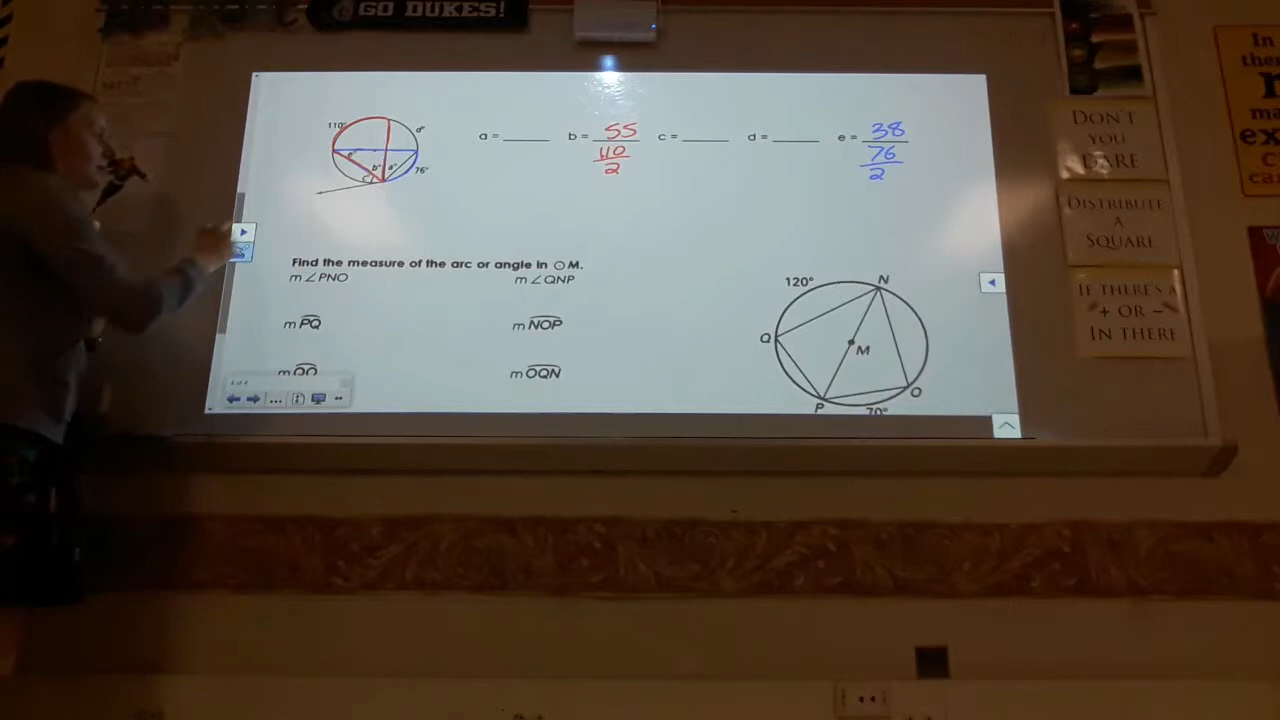 GO DUKES!
110°
d°
e°
b°
a°
76°
C
a = ______ b = 55 c = ______ d = ______ e = 38
110
2
76
2
Find the measure of the arc or angle in ⊙M.
m∠PNO m∠QNP
mPQ mNOP
mOQN
120°
N
Q
M
P
O
70°
DON'T
YOU
DARE
DISTRIBUTE
A
SQUARE
IF THERE'S A
+ OR −
IN THERE
In